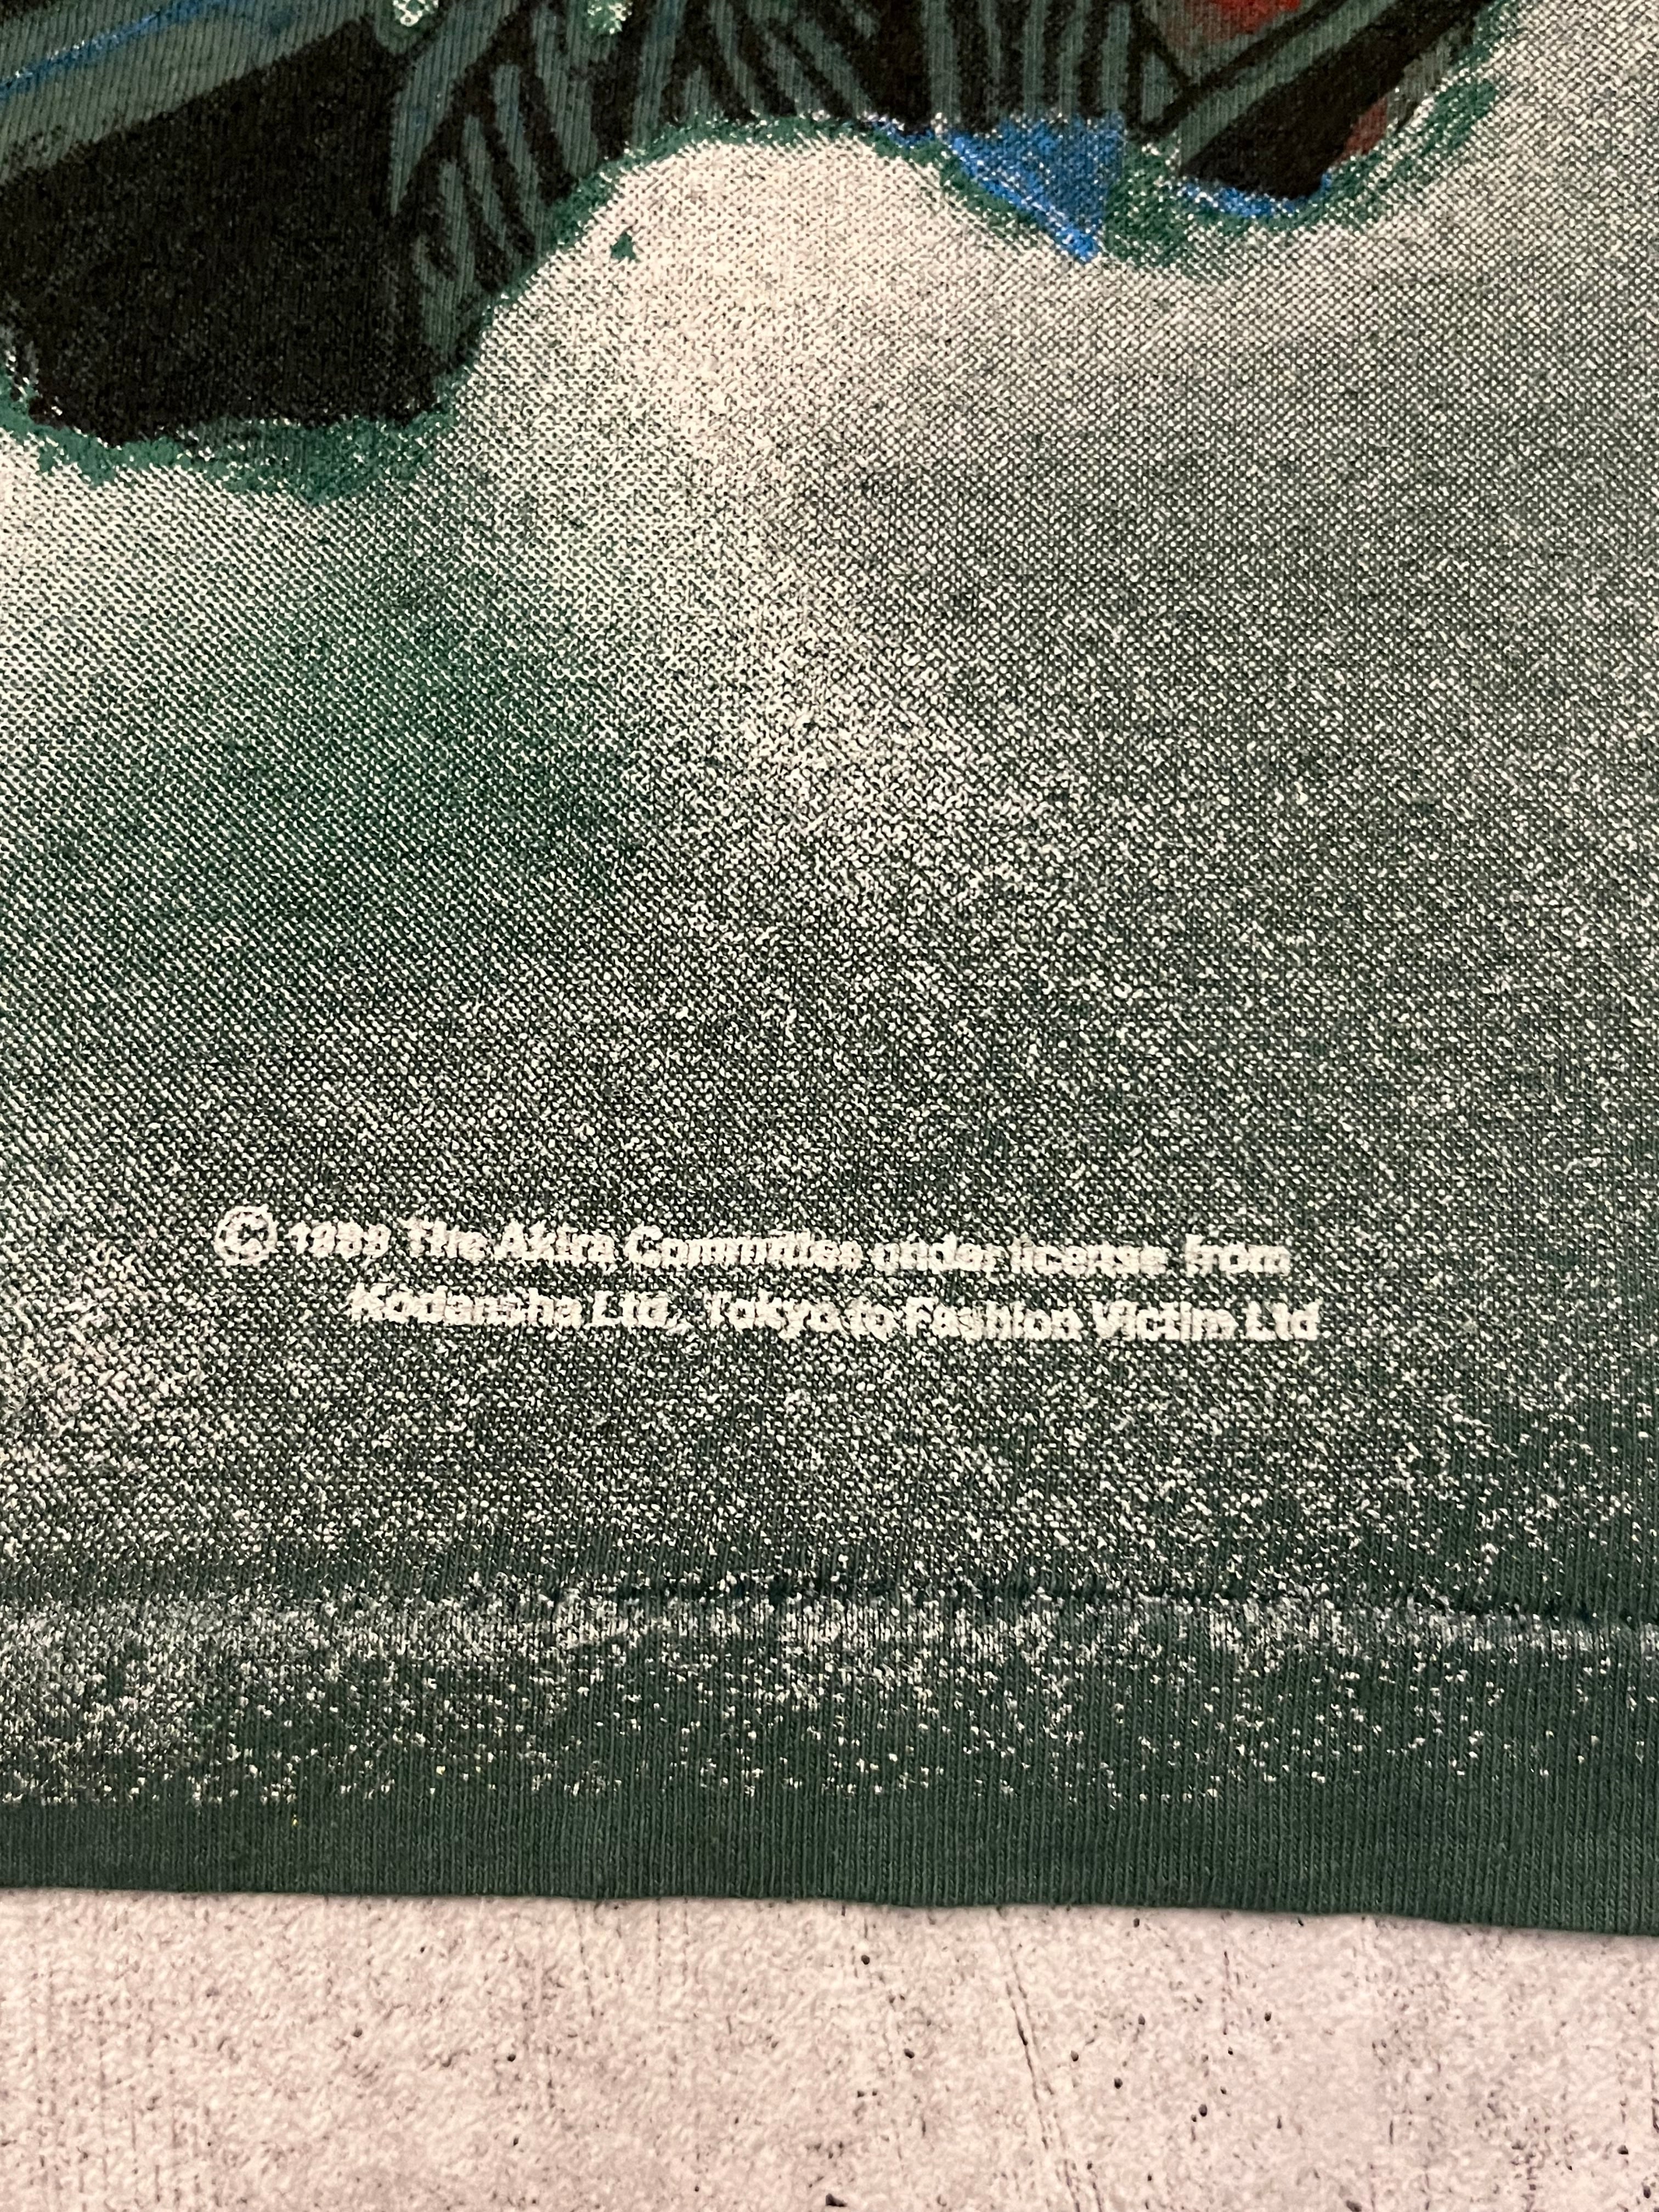 © 1988 The Akira Committee under license from
Kodansha Ltd., Tokyo to Fashion Victim Ltd